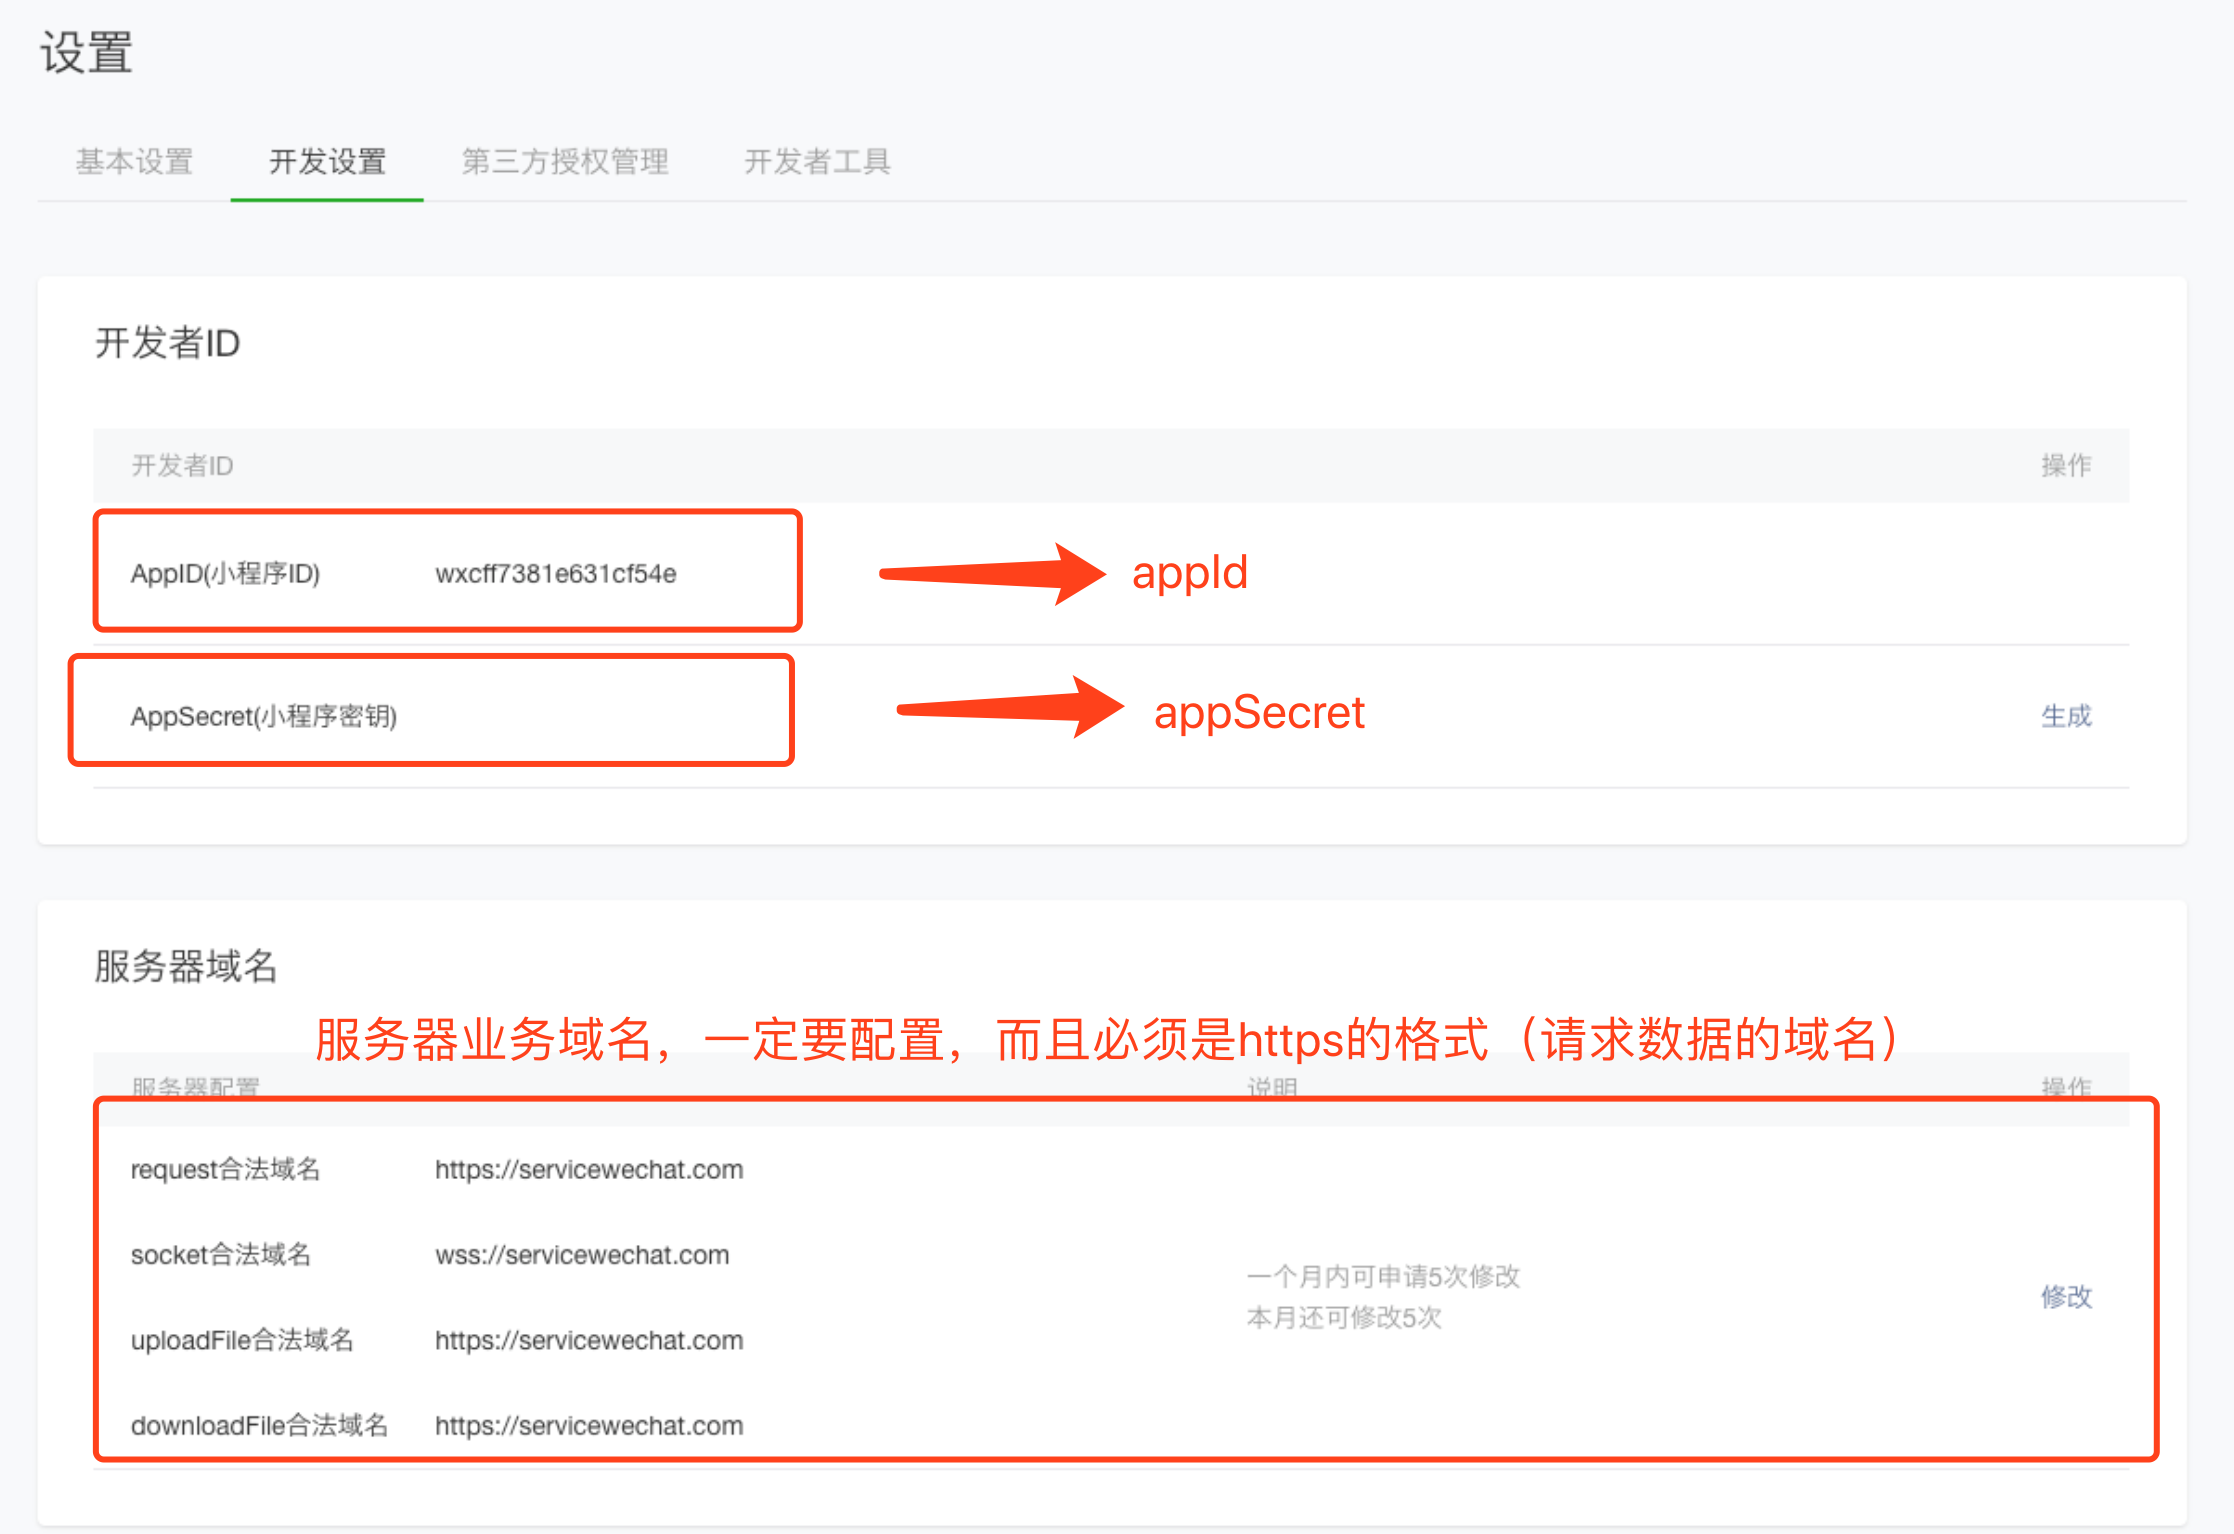 设置
基本设置 开发设置 第三方授权管理 开发者工具
开发者ID
开发者ID 操作
AppID(小程序ID) wxcff7381e631cf54e appId
AppSecret(小程序密钥) appSecret 生成
服务器域名
服务器业务域名，一定要配置，而且必须是https的格式（请求数据的域名）
服务器配置 说明 操作
request合法域名 https://servicewechat.com
socket合法域名 wss://servicewechat.com
一个月内可申请5次修改
本月还可修改5次
修改
uploadFile合法域名 https://servicewechat.com
downloadFile合法域名 https://servicewechat.com